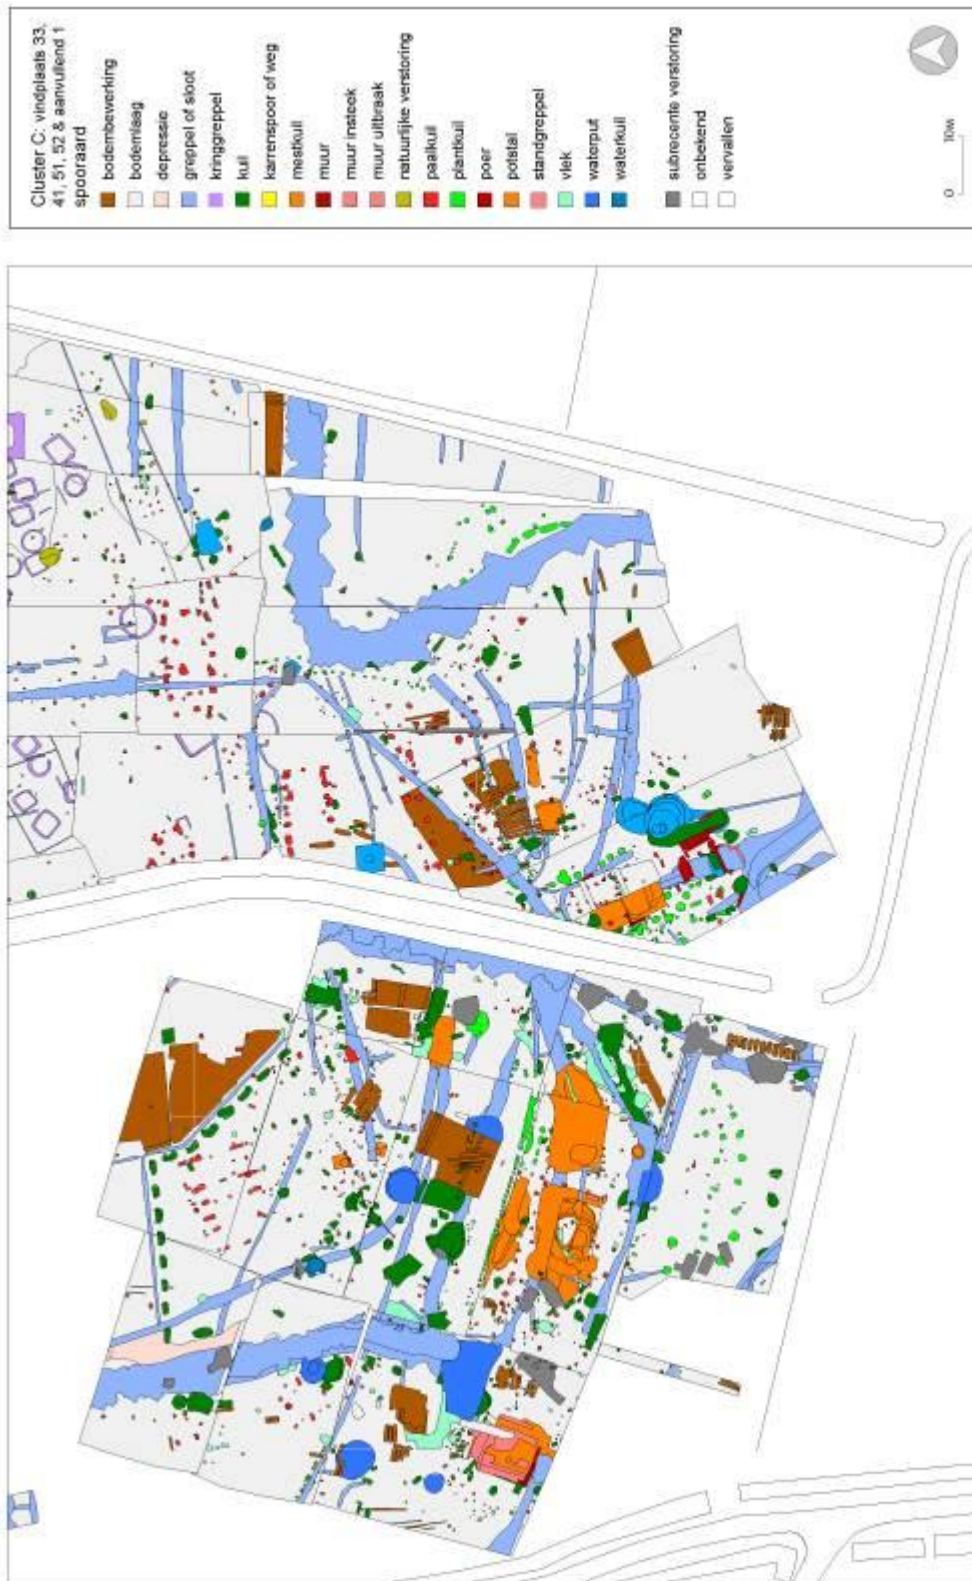 Cluster C: vindplaats 33,
41, 51, 52 & aanvullend 1
spooraard
bodembewerking
bodemlaag
depressie
greppel of sloot
kringgreppel
kuil
karrenspoor of weg
mestkuil
muur
muur insteek
muur uitbraak
natuurlijke verstoring
paalkuil
plantkuil
poer
potstal
standgreppel
vlek
waterput
waterkuil
subrecente verstoring
onbekend
vervallen
0 10m